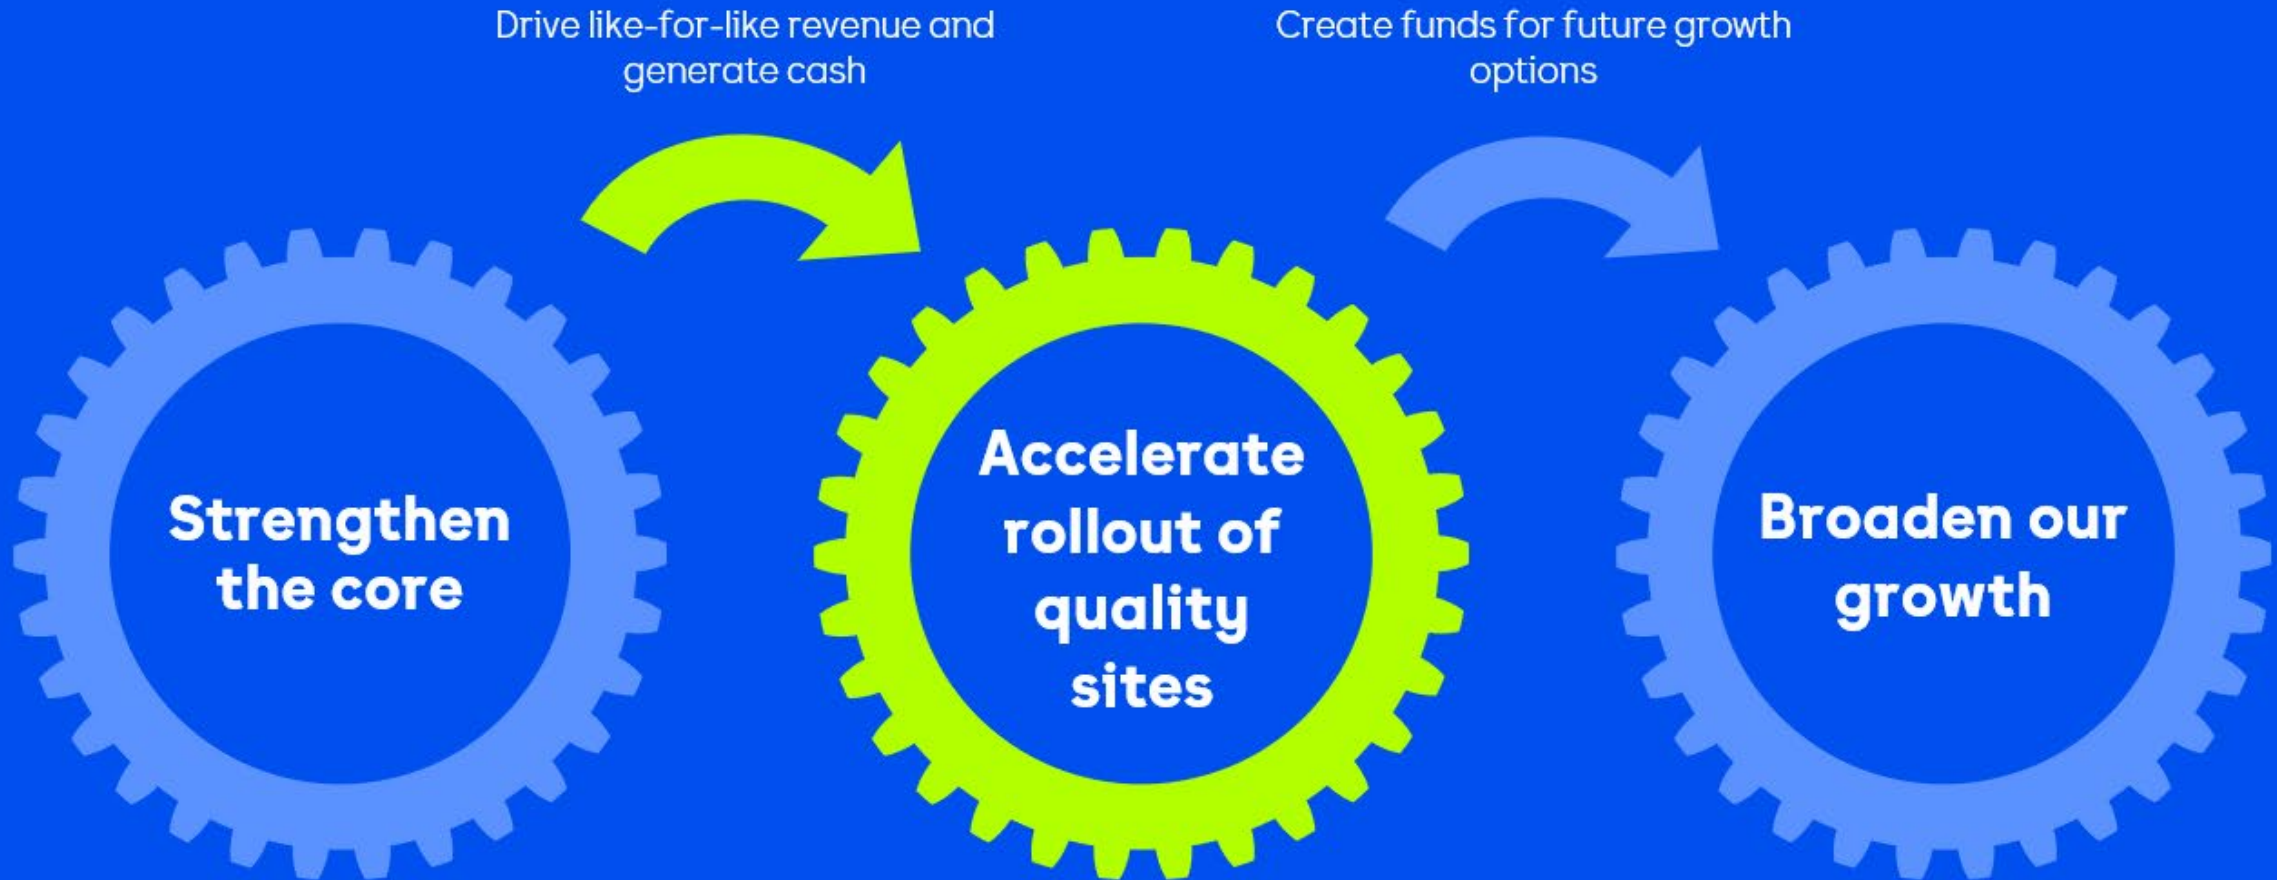 Drive like-for-like revenue and
generate cash
Create funds for future growth
options
Strengthen
the core
Accelerate
rollout of
quality
sites
Broaden our
growth